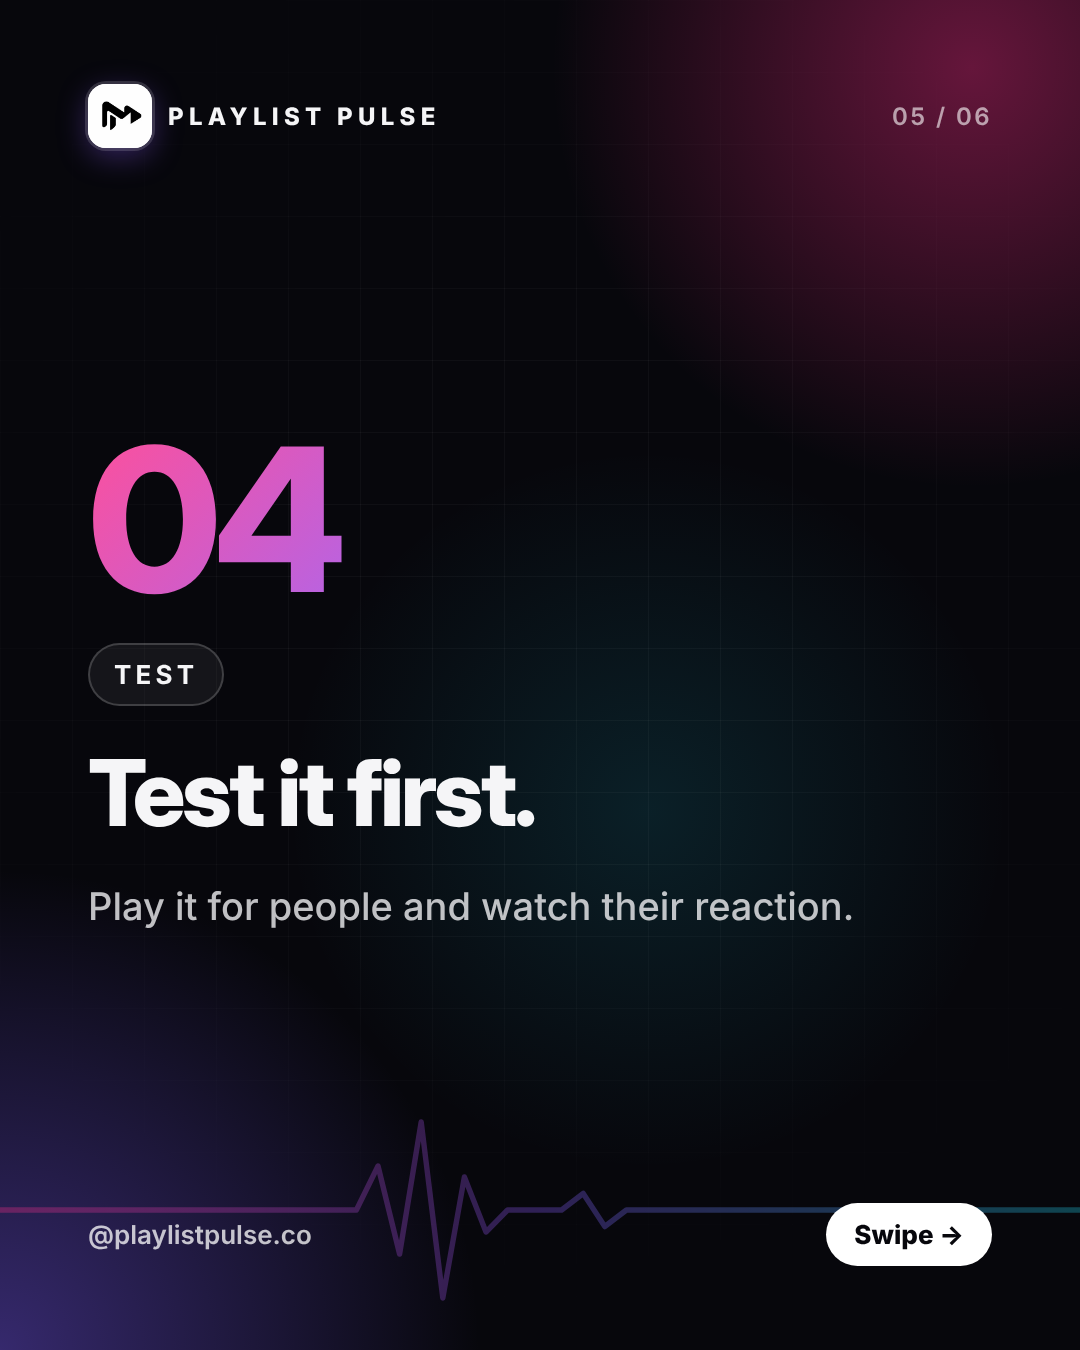 PLAYLIST PULSE
05 / 06
04
TEST
Test it first.
Play it for people and watch their reaction.
@playlistpulse.co
Swipe →